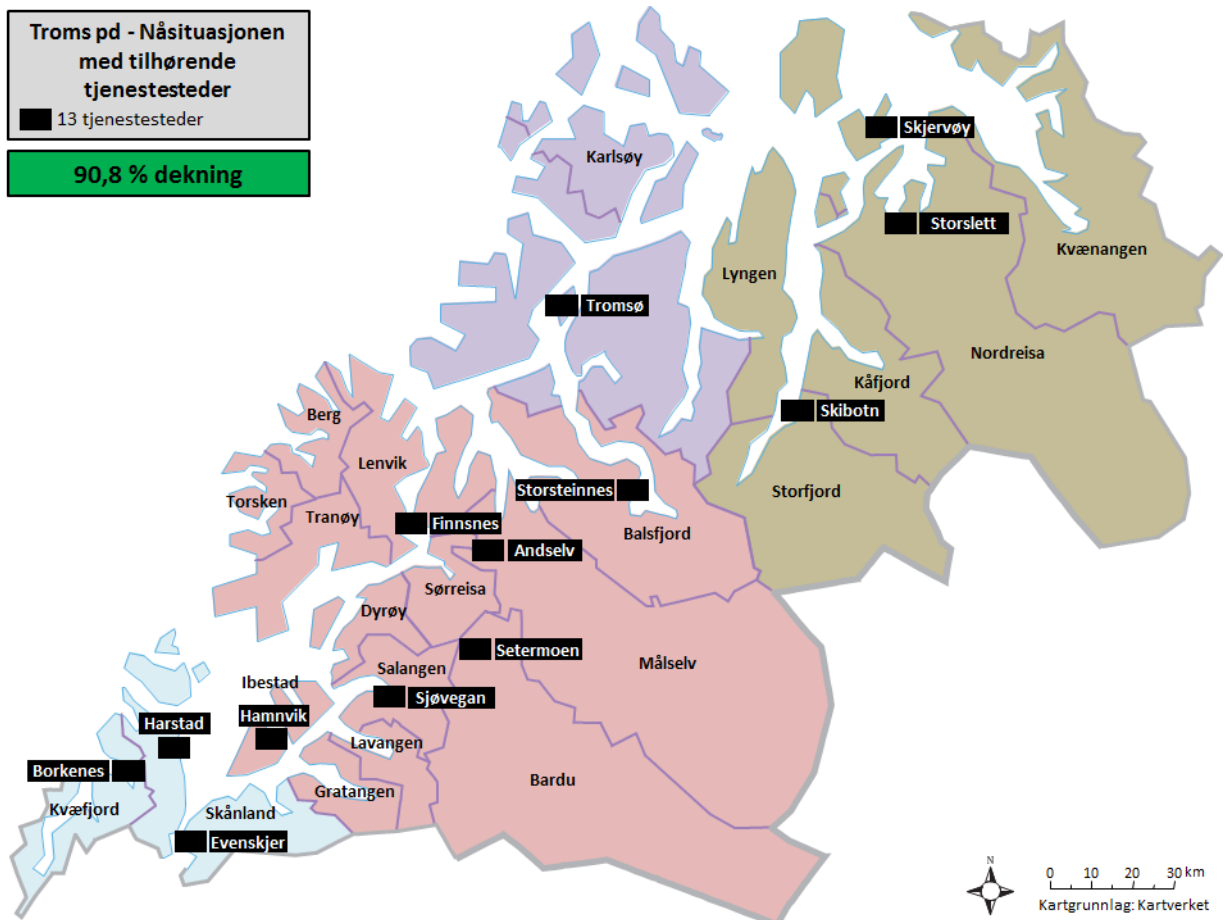 Troms pd - Nåsituasjonen
med tilhørende
tjenestesteder
13 tjenestesteder
90,8 % dekning
Skjervøy
Karlsøy
Storslett
Kvænangen
Lyngen
Tromsø
Nordreisa
Kåfjord
Skibotn
Berg
Lenvik
Storsteinnes
Storfjord
Torsken
Tranøy
Finnsnes
Balsfjord
Andselv
Sørreisa
Dyrøy
Setermoen
Målselv
Salangen
Ibestad
Sjøvegan
Hamnvik
Harstad
Lavangen
Borkenes
Bardu
Gratangen
Kvæfjord
Skånland
Evenskjer
N
0 10 20 30 km
Kartgrunnlag: Kartverket